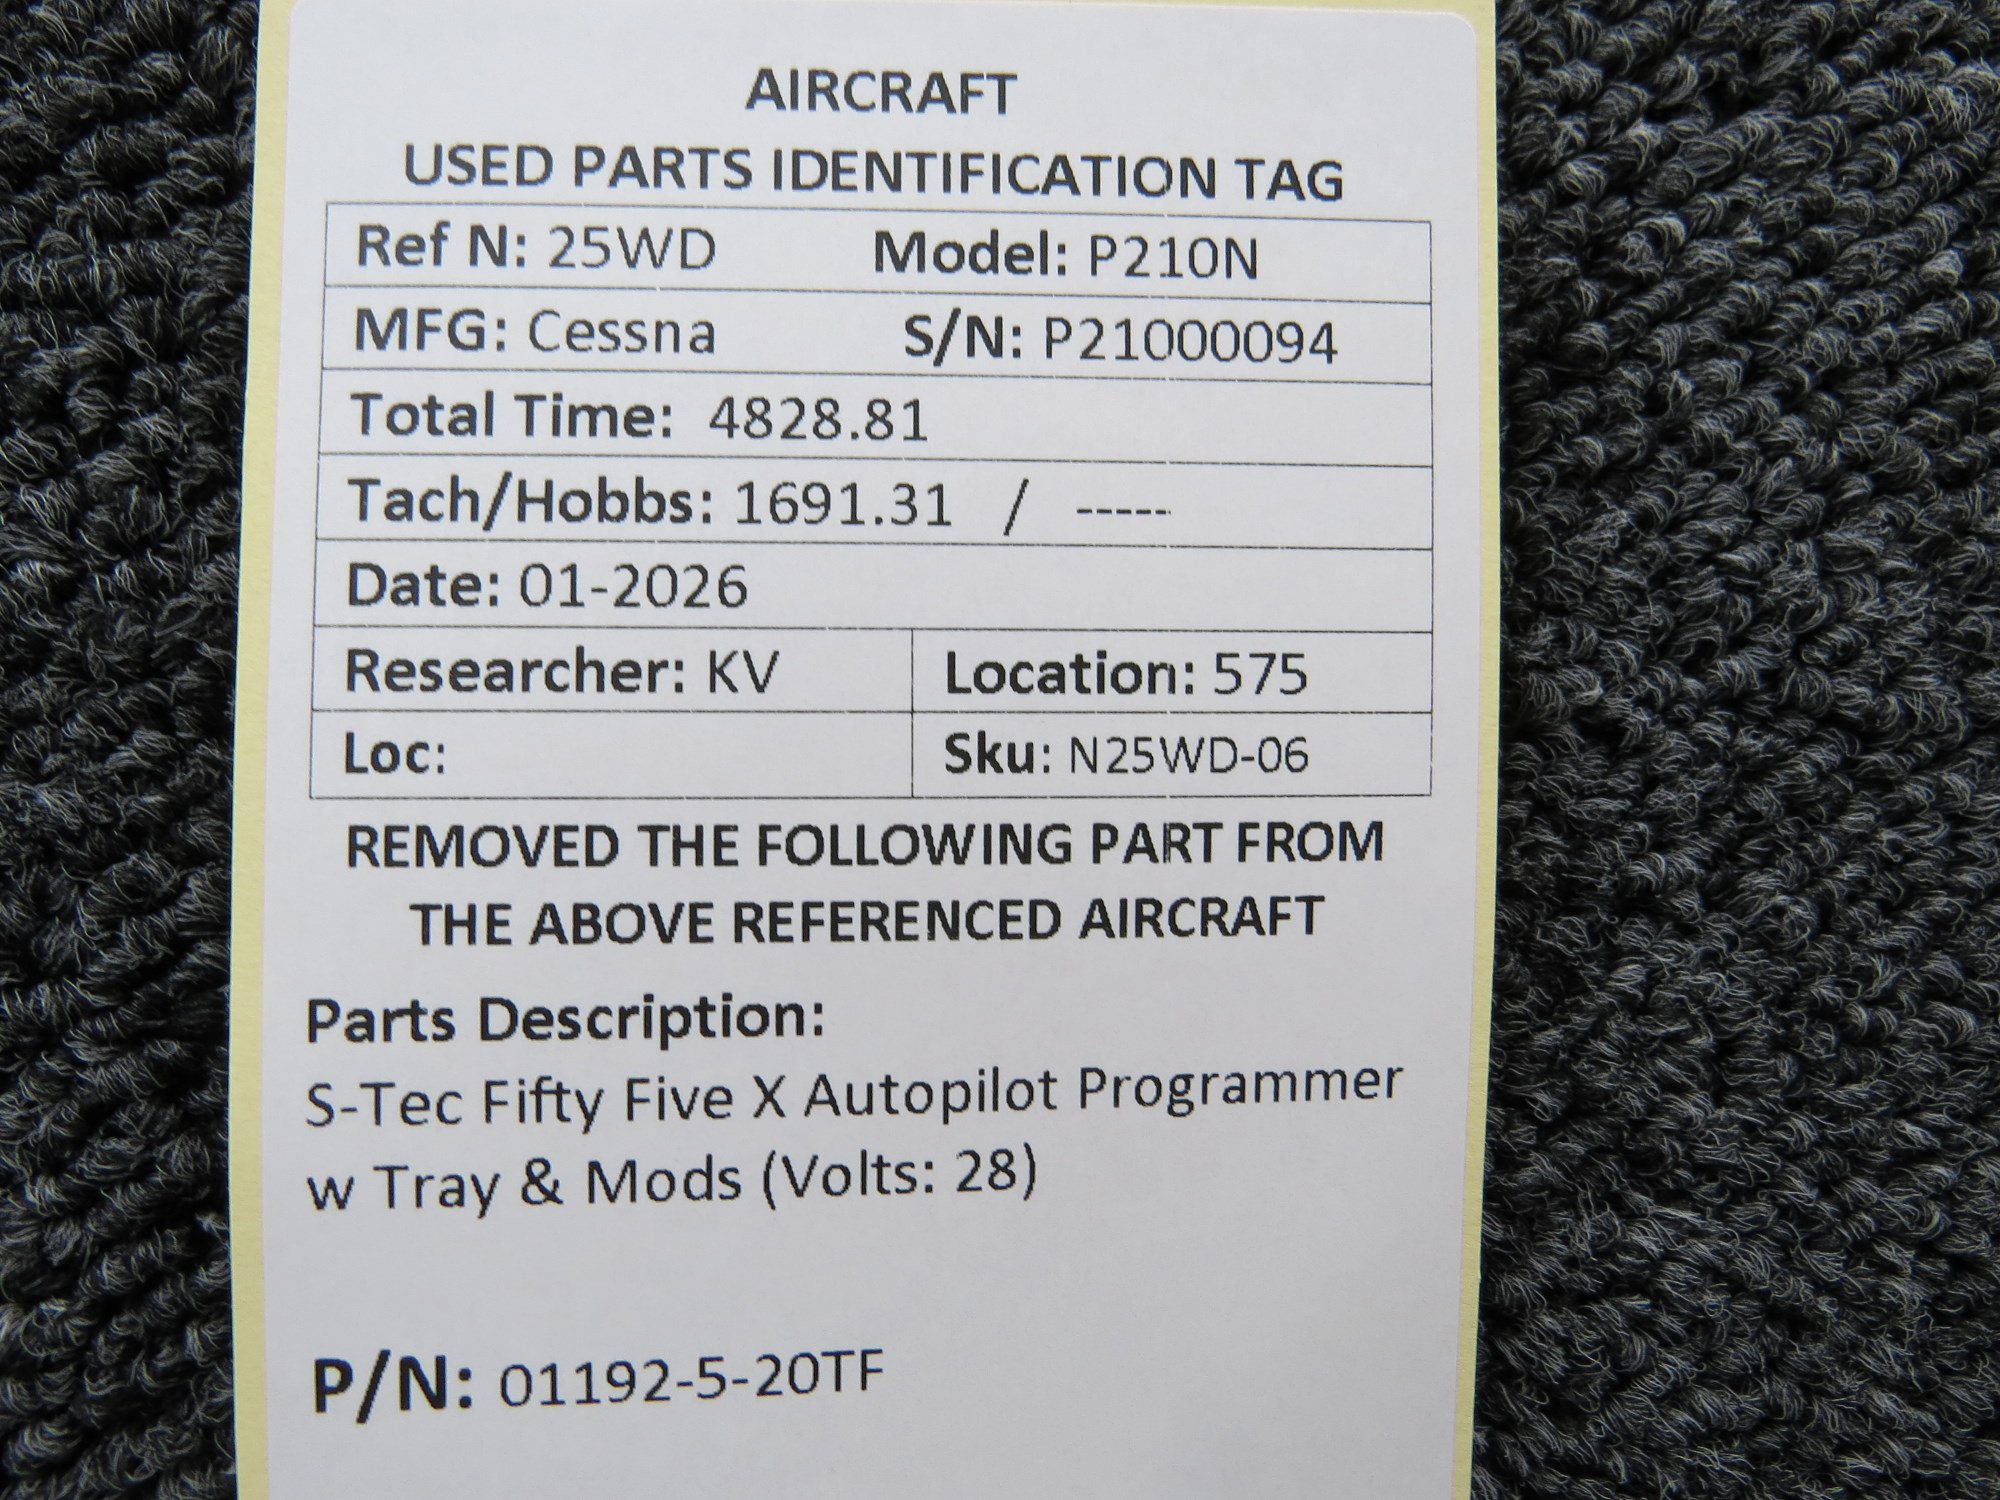 AIRCRAFT
USED PARTS IDENTIFICATION TAG
Ref N: 25WD Model: P210N
MFG: Cessna S/N: P21000094
Total Time: 4828.81
Tach/Hobbs: 1691.31 / -----
Date: 01-2026
Researcher: KV Location: 575
Loc: Sku: N25WD-06
REMOVED THE FOLLOWING PART FROM
THE ABOVE REFERENCED AIRCRAFT
Parts Description:
S-Tec Fifty Five X Autopilot Programmer
w Tray & Mods (Volts: 28)
P/N: 01192-5-20TF